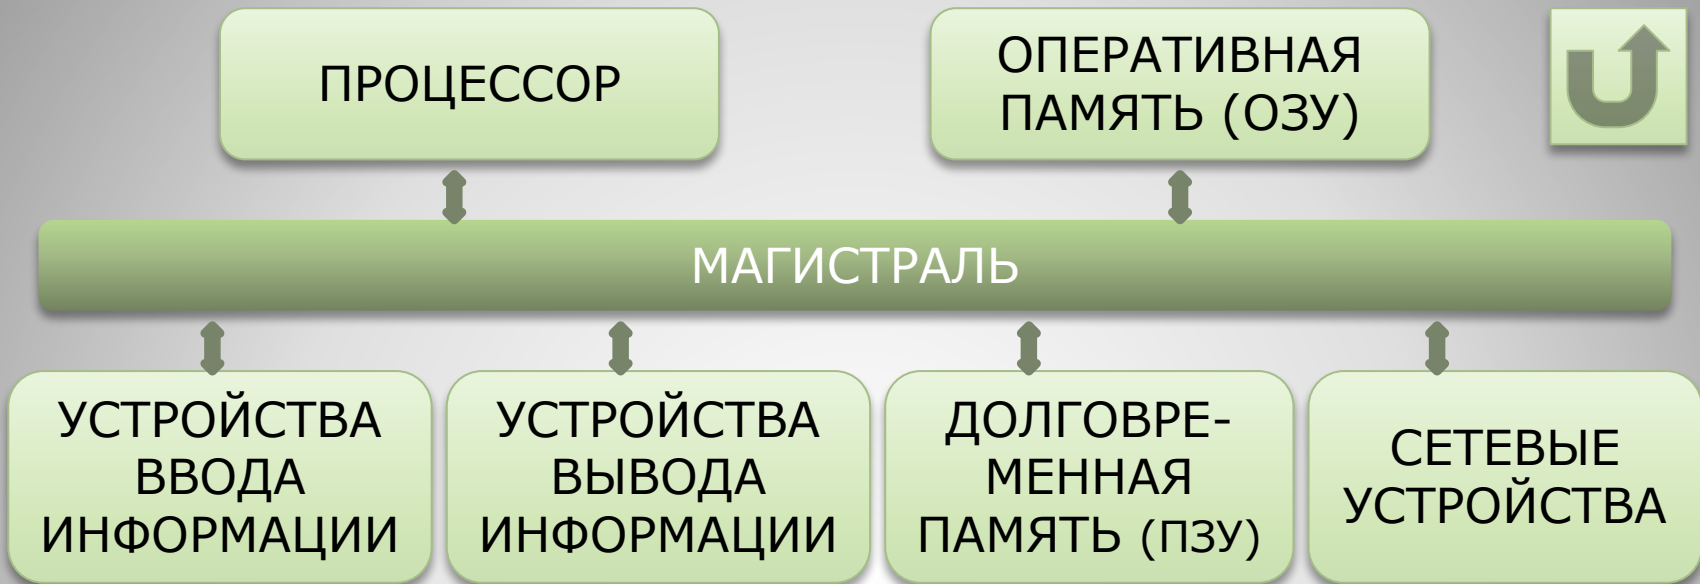 ПРОЦЕССОР
ОПЕРАТИВНАЯ
ПАМЯТЬ (ОЗУ)
МАГИСТРАЛЬ
УСТРОЙСТВА
ВВОДА
ИНФОРМАЦИИ
УСТРОЙСТВА
ВЫВОДА
ИНФОРМАЦИИ
ДОЛГОВРЕ-
МЕННАЯ
ПАМЯТЬ (ПЗУ)
СЕТЕВЫЕ
УСТРОЙСТВА